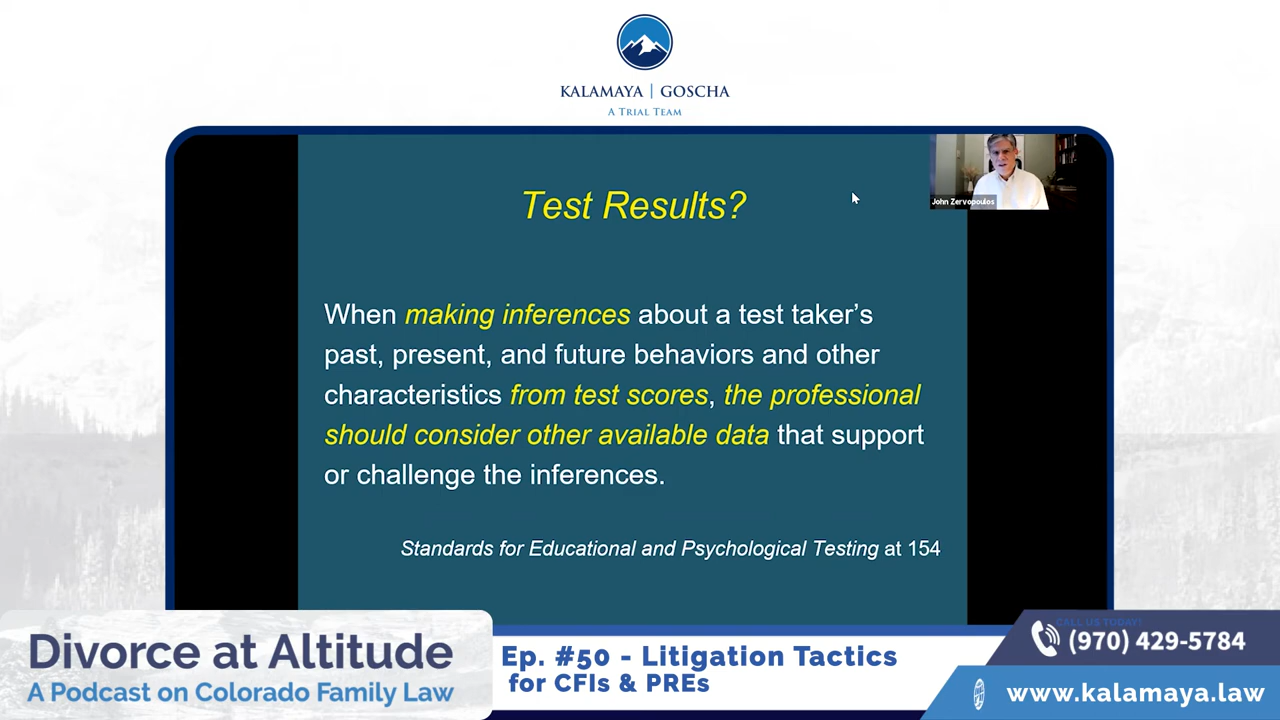 KALAMAYA | GOSCHA
A TRIAL TEAM
Test Results?
John Zervopoulos
When making inferences about a test taker's
past, present, and future behaviors and other
characteristics from test scores, the professional
should consider other available data that support
or challenge the inferences.
Standards for Educational and Psychological Testing at 154
Divorce at Altitude
A Podcast on Colorado Family Law
Ep. #50 - Litigation Tactics
for CFIs & PREs
CALL US TODAY!
(970) 429-5784
www.kalamaya.law